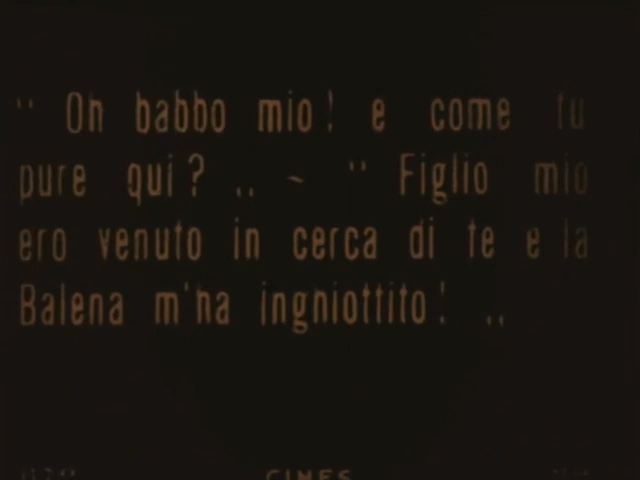 " Oh babbo mio! e come tu
pure qui? „ ~ " Figlio mio
ero venuto in cerca di te e la
Balena m'ha inghiottito! „
CINES